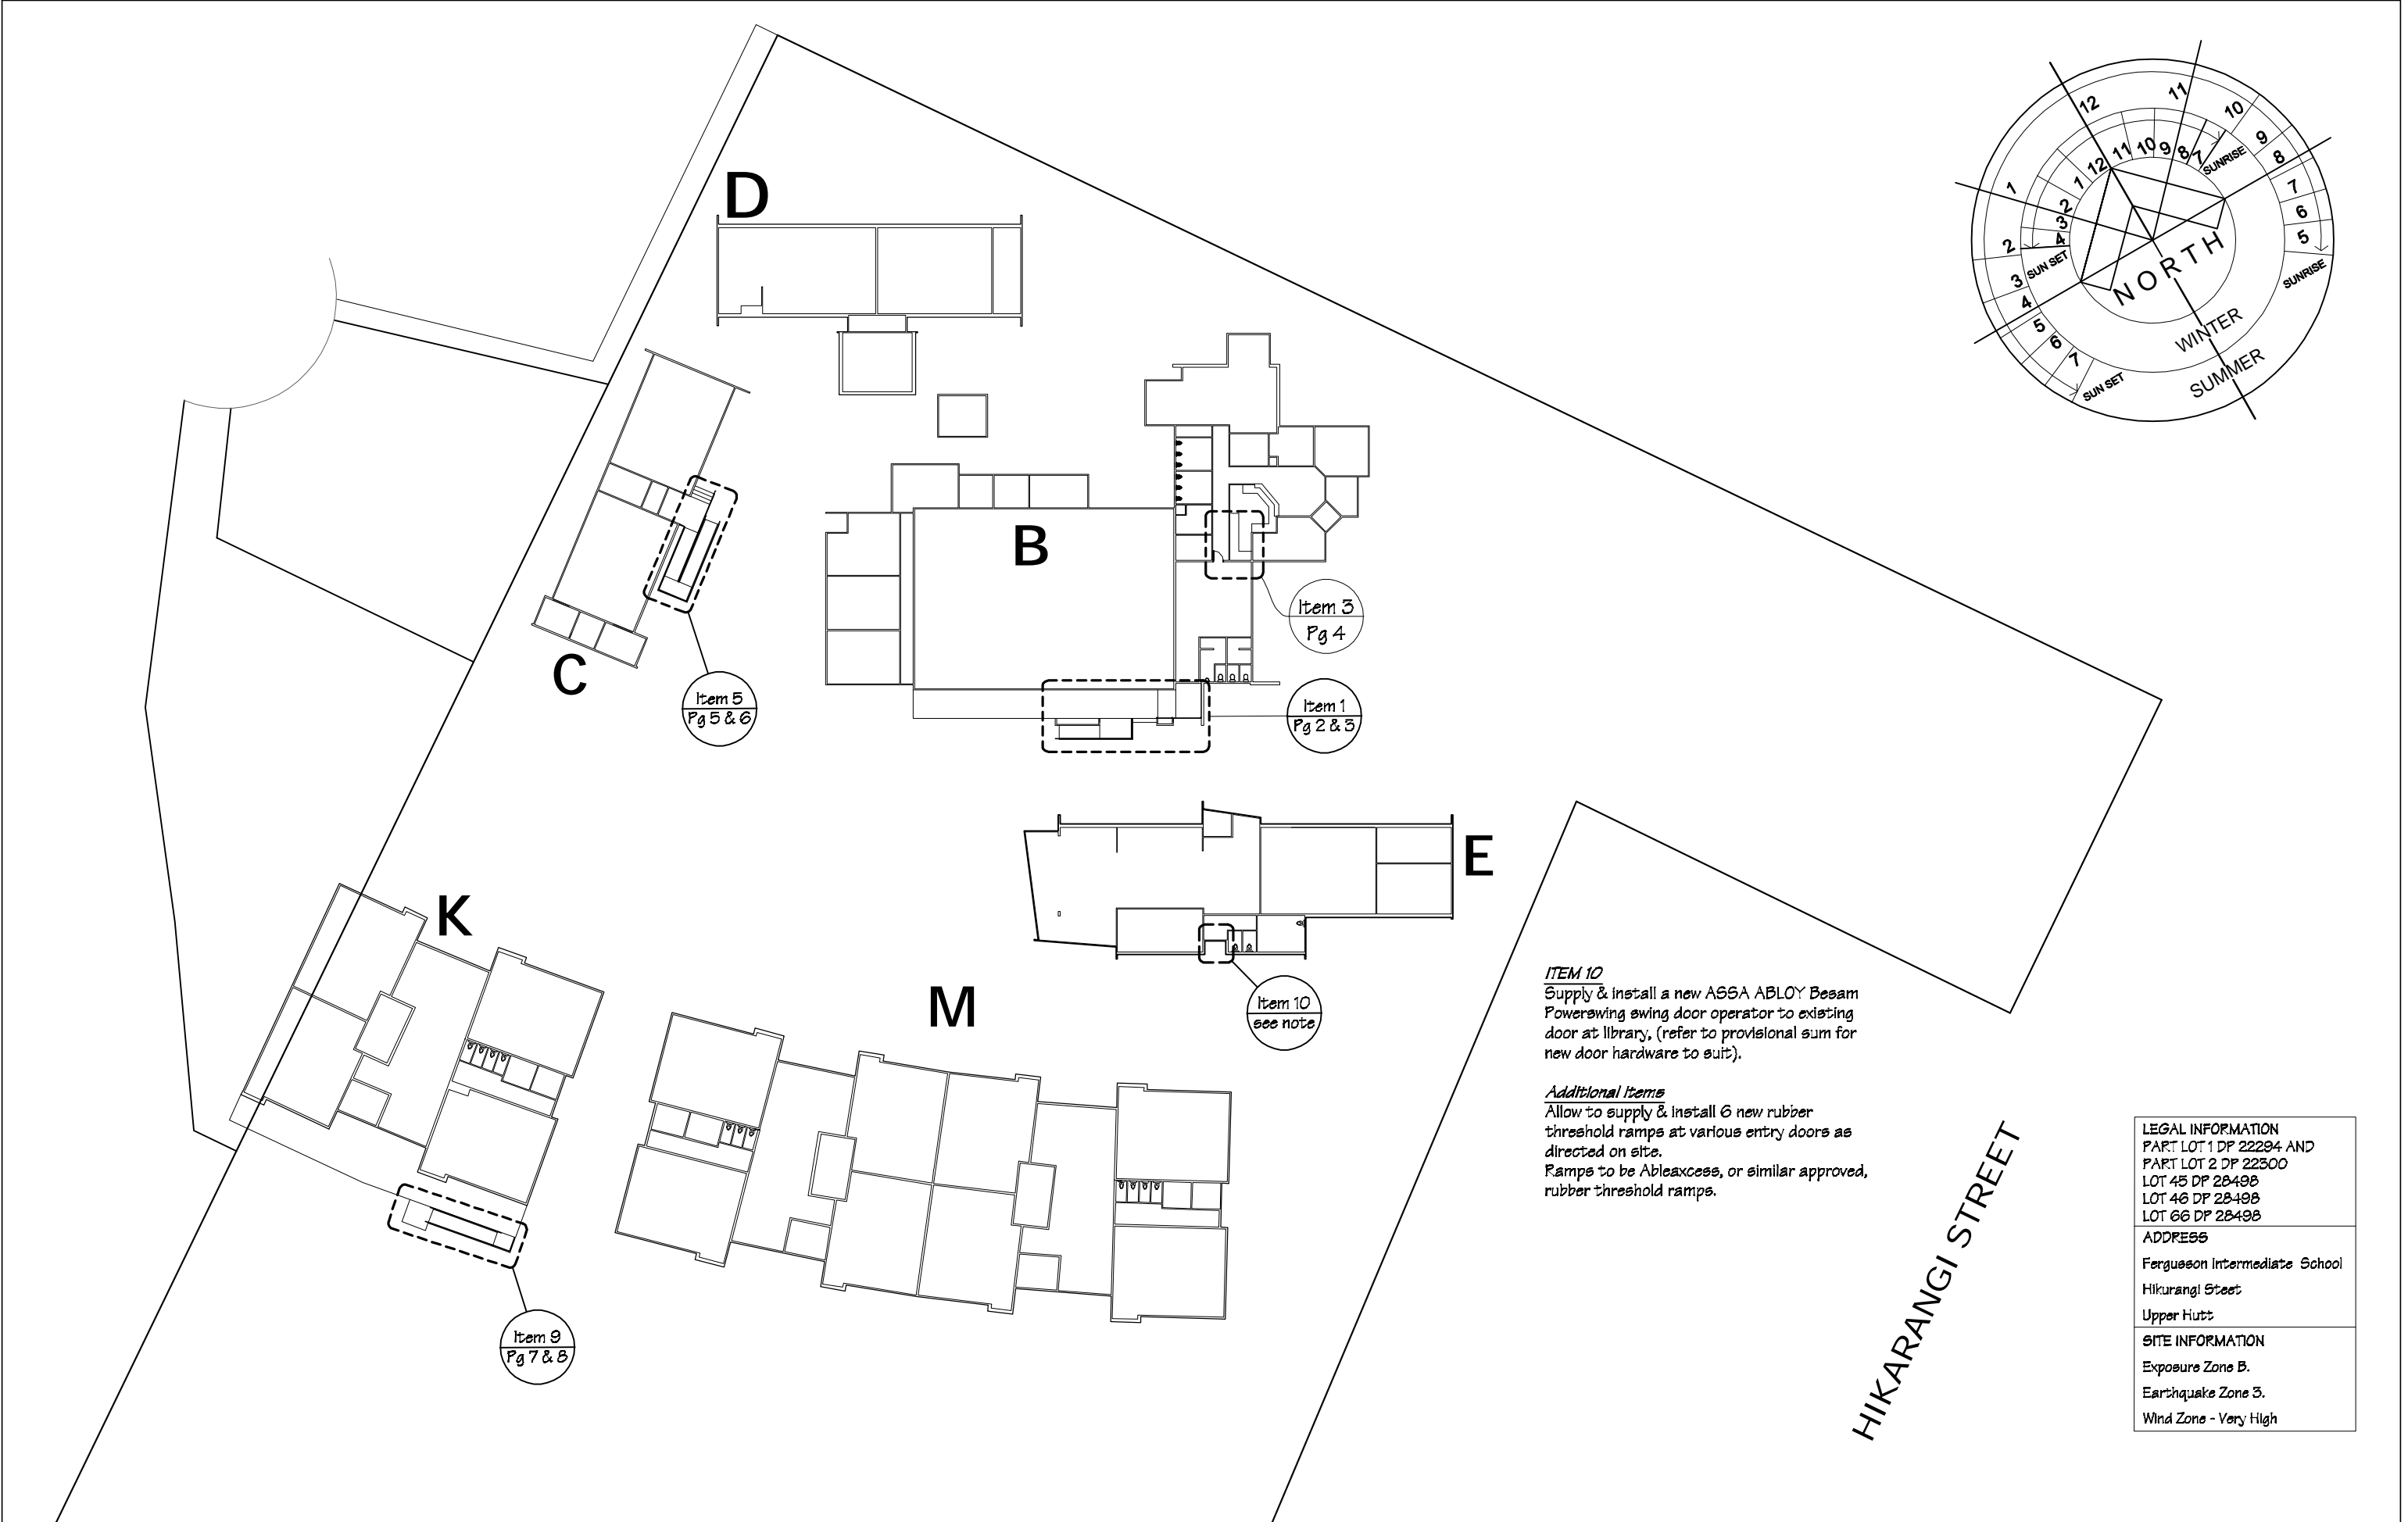 D
B
C
K
M
E
Item 3
Pg 4
Item 5
Pg 5 & 6
Item 1
Pg 2 & 3
Item 10
see note
Item 9
Pg 7 & 8
12
11
10
9
8
7
6
5
SUNRISE
1
2
3
4
5
6
7
SUN SET
12
11
10
9
8
7
SUNRISE
1
2
3
4
SUN SET
NORTH
WINTER
SUMMER
ITEM 10
Supply & install a new ASSA ABLOY Besam
Powerswing swing door operator to existing
door at library, (refer to provisional sum for
new door hardware to suit).
Additional Items
Allow to supply & install 6 new rubber
threshold ramps at various entry doors as
directed on site.
Ramps to be Ableaxcess, or similar approved,
rubber threshold ramps.
HIKARANGI STREET
LEGAL INFORMATION
PART LOT 1 DP 22294 AND
PART LOT 2 DP 22300
LOT 45 DP 28498
LOT 46 DP 28498
LOT 66 DP 28498
ADDRESS
Fergusson Intermediate School
Hikurangi Steet
Upper Hutt
SITE INFORMATION
Exposure Zone B.
Earthquake Zone 3.
Wind Zone - Very High